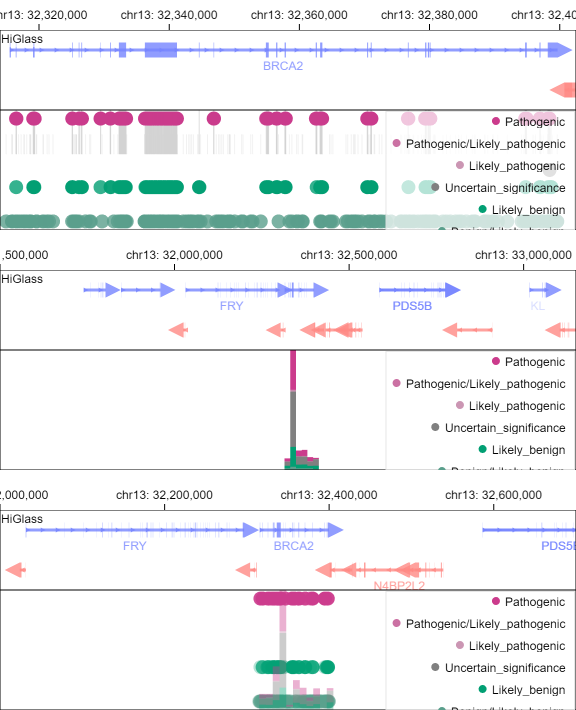 chr13: 32,320,000 chr13: 32,340,000 chr13: 32,360,000 chr13: 32,380,000 chr13: 32,40
HiGlass
BRCA2
Pathogenic
Pathogenic/Likely_pathogenic
Likely_pathogenic
Uncertain_significance
Likely_benign
,500,000 chr13: 32,000,000 chr13: 32,500,000 chr13: 33,000,000
HiGlass
FRY PDS5B KL
Pathogenic
Pathogenic/Likely_pathogenic
Likely_pathogenic
Uncertain_significance
Likely_benign
2,000,000 chr13: 32,200,000 chr13: 32,400,000 chr13: 32,600,000
HiGlass
FRY BRCA2 PDS5B
N4BP2L2
Pathogenic
Pathogenic/Likely_pathogenic
Likely_pathogenic
Uncertain_significance
Likely_benign